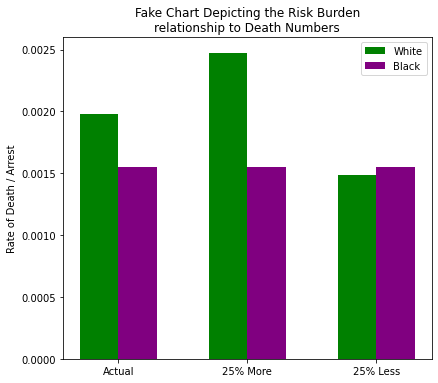 Fake Chart Depicting the Risk Burden
relationship to Death Numbers
White
Black
Rate of Death / Arrest
0.0025
0.0020
0.0015
0.0010
0.0005
0.0000
Actual
25% More
25% Less